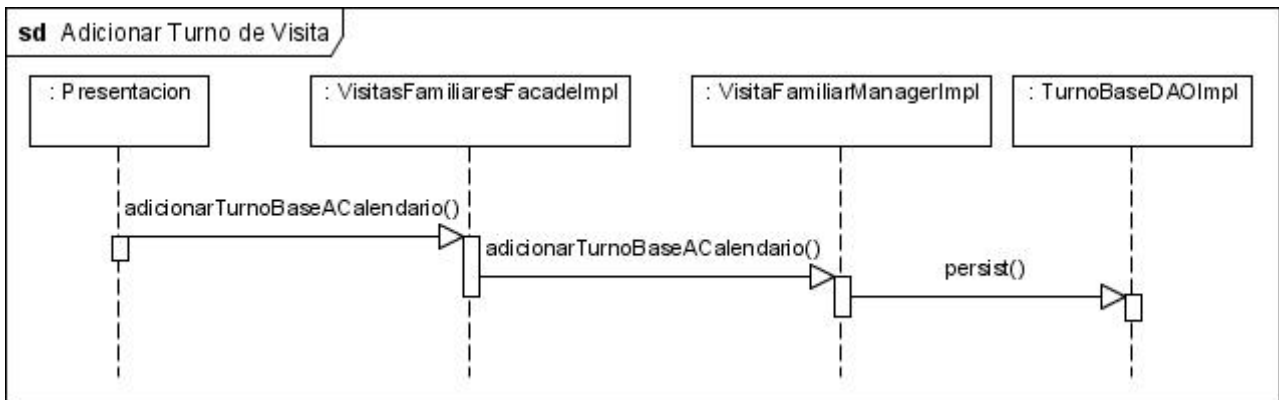 sd Adicionar Turno de Visita
: Presentacion
: VisitasFamiliaresFacadeImpl
: VisitaFamiliarManagerImpl
: TurnoBaseDAOImpl
adicionarTurnoBaseACalendario()
adicionarTurnoBaseACalendario()
persist()